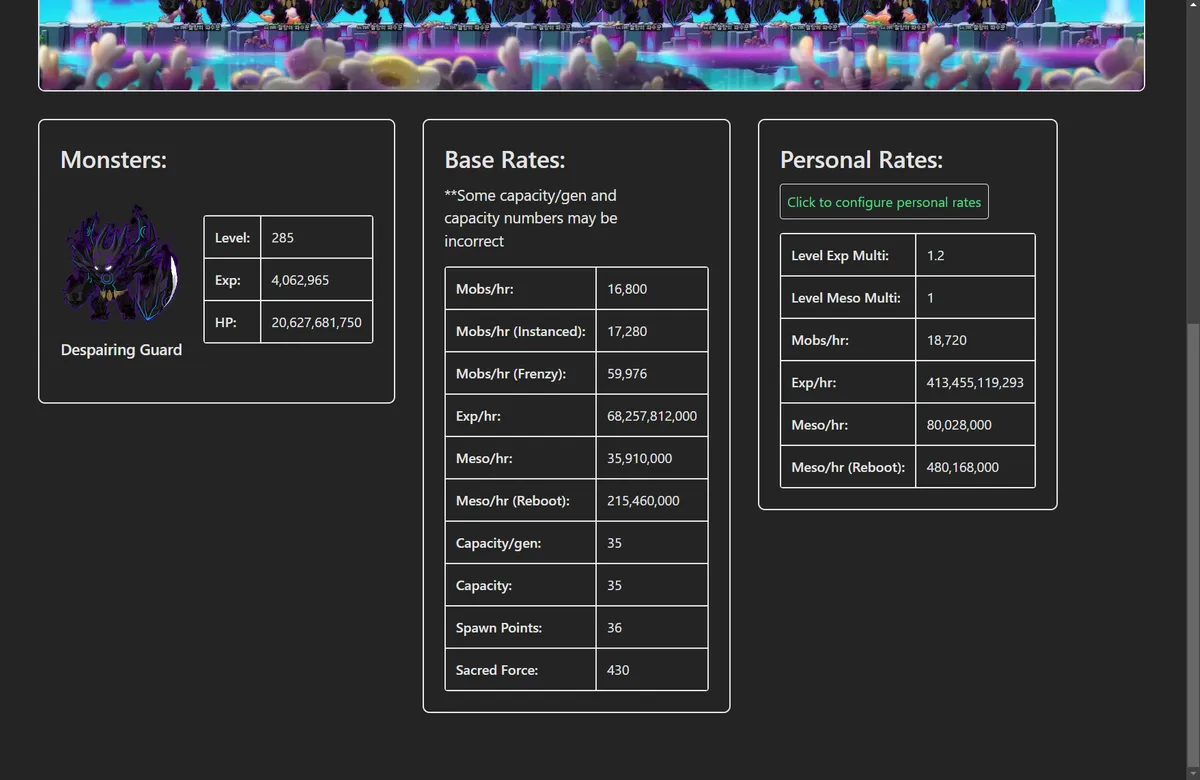 Monsters:
Level: 285
Exp: 4,062,965
HP: 20,627,681,750
Despairing Guard
Base Rates:
**Some capacity/gen and
capacity numbers may be
incorrect
Mobs/hr: 16,800
Mobs/hr (Instanced): 17,280
Mobs/hr (Frenzy): 59,976
Exp/hr: 68,257,812,000
Meso/hr: 35,910,000
Meso/hr (Reboot): 215,460,000
Capacity/gen: 35
Capacity: 35
Spawn Points: 36
Sacred Force: 430
Personal Rates:
Click to configure personal rates
Level Exp Multi: 1.2
Level Meso Multi: 1
Mobs/hr: 18,720
Exp/hr: 413,455,119,293
Meso/hr: 80,028,000
Meso/hr (Reboot): 480,168,000